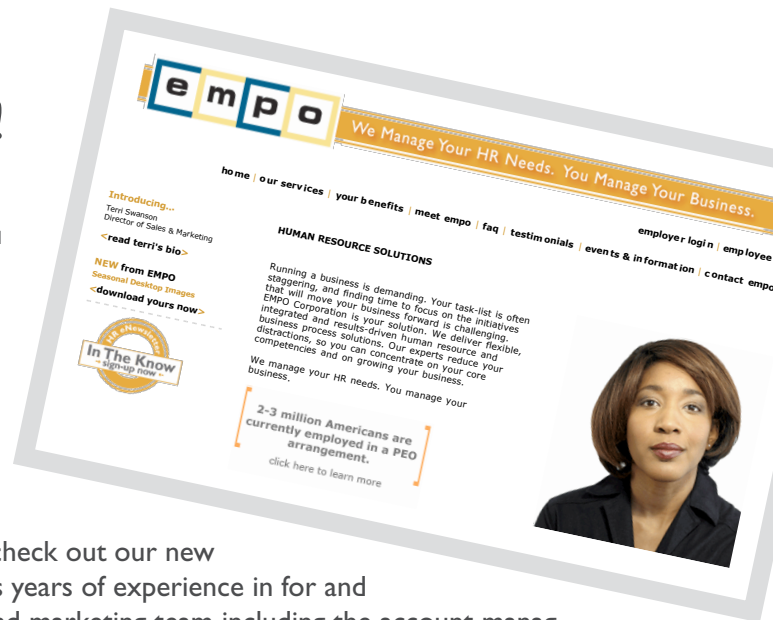 empo
We Manage Your HR Needs. You Manage Your Business.
employer login | employee
home | our services | your benefits | meet empo | faq | testimonials | events & information | contact empo
Introducing...
Terri Swanson
Director of Sales & Marketing
<read terri's bio>
NEW from EMPO
Seasonal Desktop Images
<download yours now>
HR eNewsletter
In The Know
sign-up now
HUMAN RESOURCE SOLUTIONS
Running a business is demanding. Your task-list is often
staggering, and finding time to focus on the initiatives
that will move your business forward is challenging.
EMPO Corporation is your solution. We deliver flexible,
integrated and results-driven human resource and
business process solutions. Our experts reduce your
distractions, so you can concentrate on your core
competencies and on growing your business.
We manage your HR needs. You manage your
business.
2-3 million Americans are
currently employed in a PEO
arrangement.
click here to learn more
check out our new
years of experience in for and
marketing team including the account